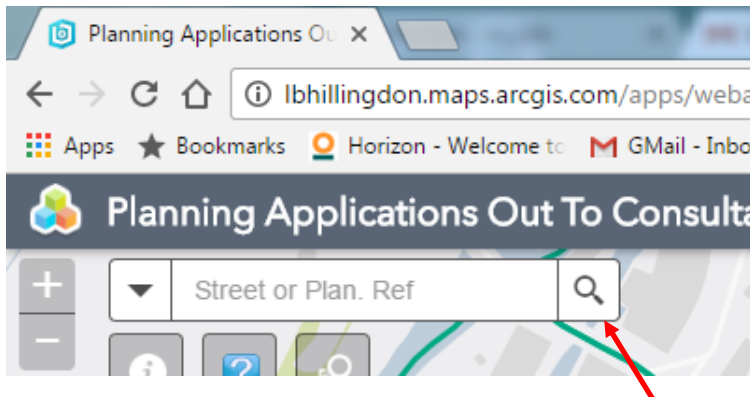 Planning Applications Ou
lbhillingdon.maps.arcgis.com/apps/weba
Apps Bookmarks Horizon - Welcome to GMail - Inbo
Planning Applications Out To Consulta
Street or Plan. Ref